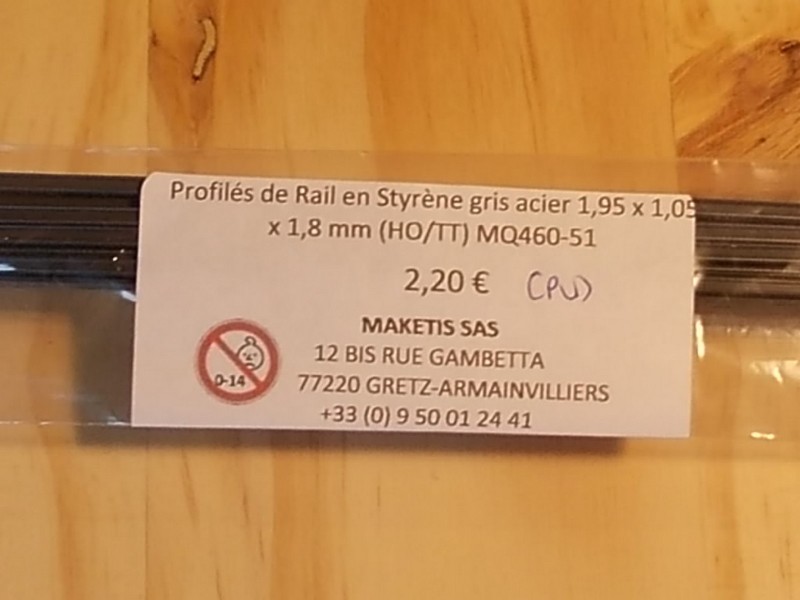 Profilés de Rail en Styrène gris acier 1,95 x 1,05
x 1,8 mm (HO/TT) MQ460-51
2,20 € (PU)
MAKETIS SAS
12 BIS RUE GAMBETTA
77220 GRETZ-ARMAINVILLIERS
+33 (0) 9 50 01 24 41
0-14